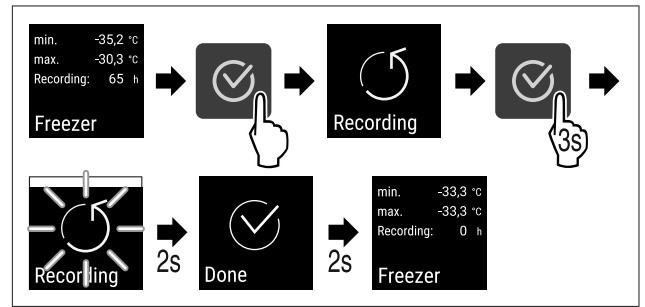 min. -35,2 °C
max. -30,3 °C
Recording: 65 h
Freezer
Recording
3s
Recording
2s
Done
2s
min. -33,3 °C
max. -33,3 °C
Recording: 0 h
Freezer